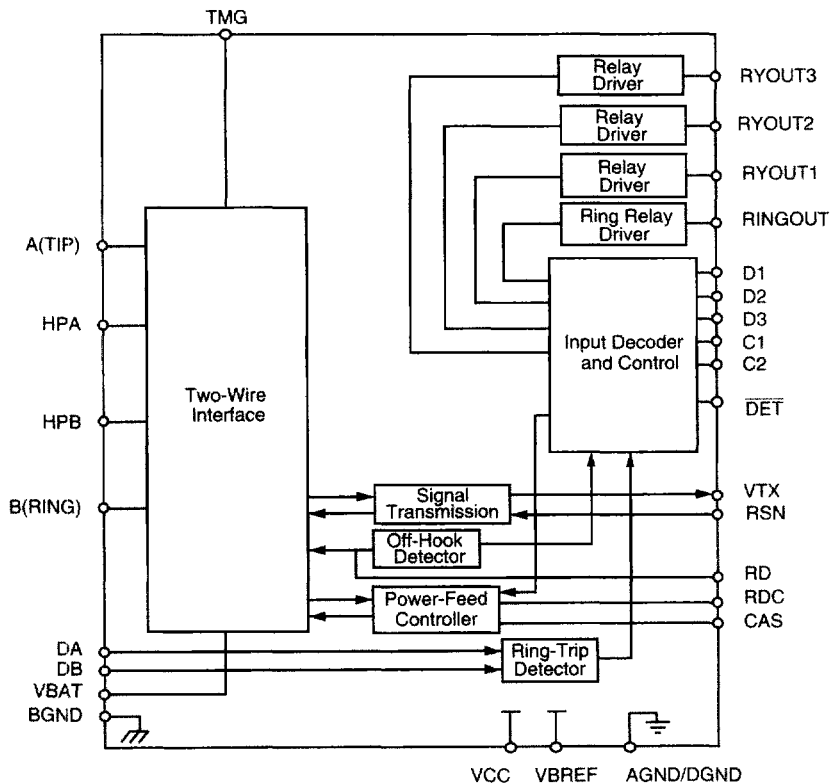 TMG
Relay
Driver
RYOUT3
Relay
Driver
RYOUT2
Relay
Driver
RYOUT1
Ring Relay
Driver
RINGOUT
A(TIP)
HPA
HPB
B(RING)
Two-Wire
Interface
Input Decoder
and Control
D1
D2
D3
C1
C2
DET
Signal
Transmission
VTX
RSN
Off-Hook
Detector
RD
Power-Feed
Controller
RDC
CAS
DA
DB
VBAT
BGND
Ring-Trip
Detector
VCC
VBREF
AGND/DGND